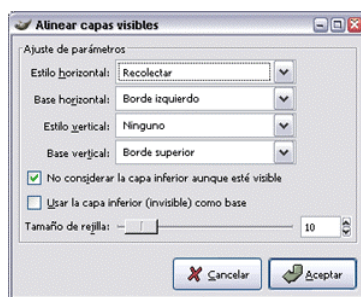 Alinear capas visibles
Ajuste de parámetros
Estilo horizontal: Recolectar
Base horizontal: Borde izquierdo
Estilo vertical: Ninguno
Base vertical: Borde superior
No considerar la capa inferior aunque esté visible
Usar la capa inferior (invisible) como base
Tamaño de rejilla: 10
Cancelar Aceptar